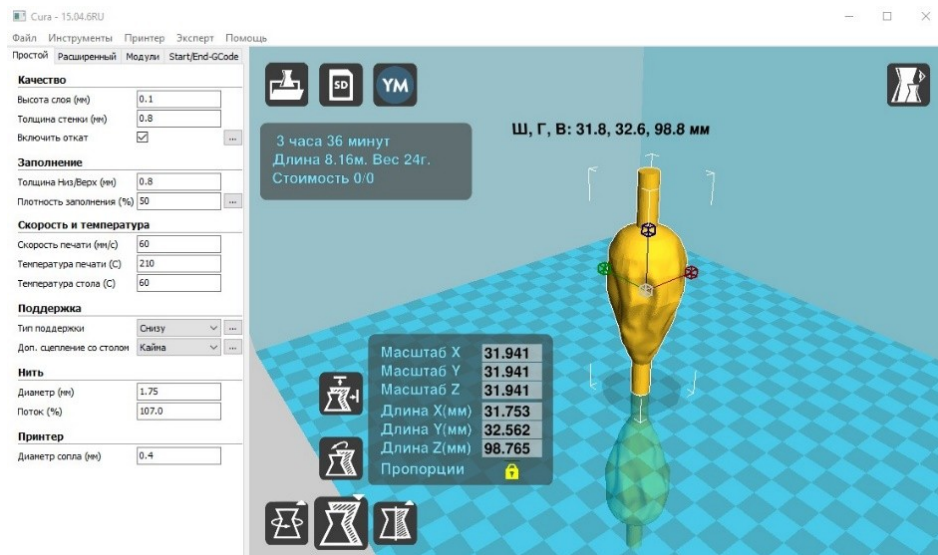 Cura - 15.04.6RU
Файл Инструменты Принтер Эксперт Помощь
Простой Расширенный Модули Start/End-GCode
Качество
Высота слоя (мм) 0.1
Толщина стенки (мм) 0.8
Включить откат ...
Заполнение
Толщина Низ/Верх (мм) 0.8
Плотность заполнения (%) 50 ...
Скорость и температура
Скорость печати (мм/с) 60
Температура печати (C) 210
Температура стола (C) 60
Поддержка
Тип поддержки Снизу ...
Доп. сцепление со столом Кайма ...
Нить
Диаметр (мм) 1.75
Поток (%) 107.0
Принтер
Диаметр сопла (мм) 0.4
SD YM
3 часа 36 минут
Длина 8.16м. Вес 24г.
Стоимость 0/0
Ш, Г, В: 31.8, 32.6, 98.8 мм
Масштаб X 31.941
Масштаб Y 31.941
Масштаб Z 31.941
Длина X(мм) 31.753
Длина Y(мм) 32.562
Длина Z(мм) 98.765
Пропорции